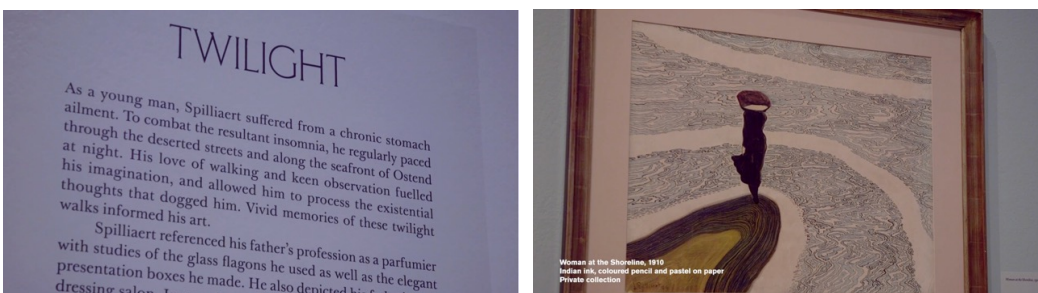 TWILIGHT
As a young man, Spilliaert suffered from a chronic stomach
ailment. To combat the resultant insomnia, he regularly paced
through the deserted streets and along the seafront of Ostend
at night. His love of walking and keen observation fuelled
his imagination, and allowed him to process the existential
thoughts that dogged him. Vivid memories of these twilight
walks informed his art.
Spilliaert referenced his father's profession as a parfumier
with studies of the glass flagons he used as well as the elegant
presentation boxes he made. He also depicted his
dressing salon.
Woman at the Shoreline, 1910
Indian ink, coloured pencil and pastel on paper
Private collection